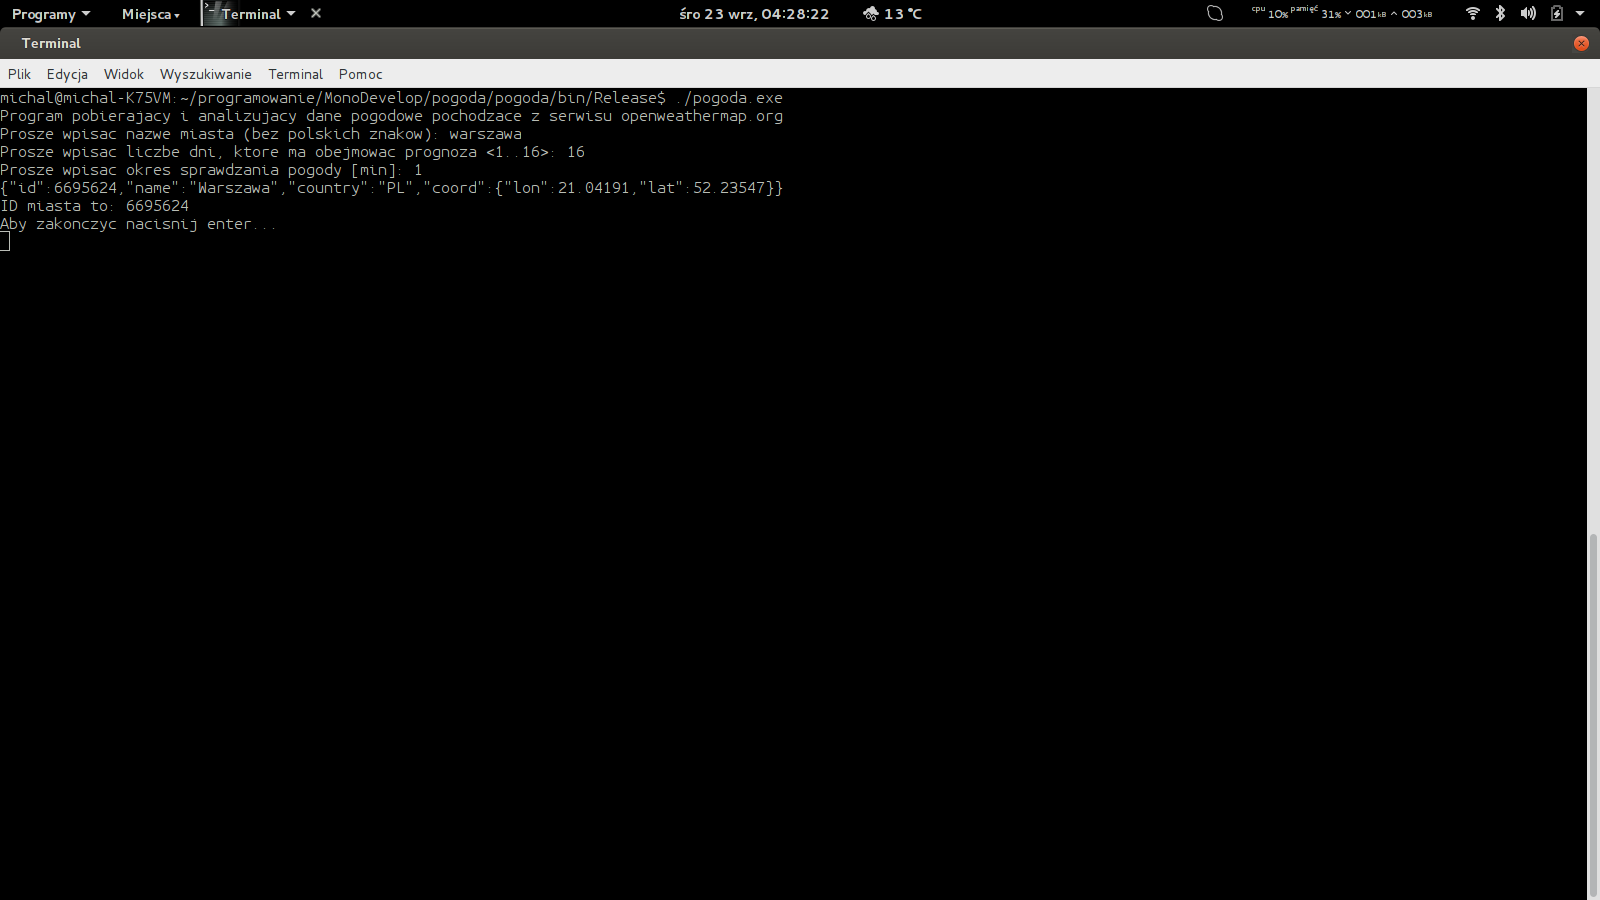 Programy Miejsca Terminal śro 23 wrz, 04:28:22 13 °C cpu 10% pamięć 31% 001kB 003kB
Terminal
Plik Edycja Widok Wyszukiwanie Terminal Pomoc
michal@michal-K75VM:~/programowanie/MonoDevelop/pogoda/pogoda/bin/Release$ ./pogoda.exe
Program pobierajacy i analizujacy dane pogodowe pochodzace z serwisu openweathermap.org
Prosze wpisac nazwe miasta (bez polskich znakow): warszawa
Prosze wpisac liczbe dni, ktore ma obejmowac prognoza <1..16>: 16
Prosze wpisac okres sprawdzania pogody [min]: 1
{"id":6695624,"name":"Warszawa","country":"PL","coord":{"lon":21.04191,"lat":52.23547}}
ID miasta to: 6695624
Aby zakonczyc nacisnij enter...